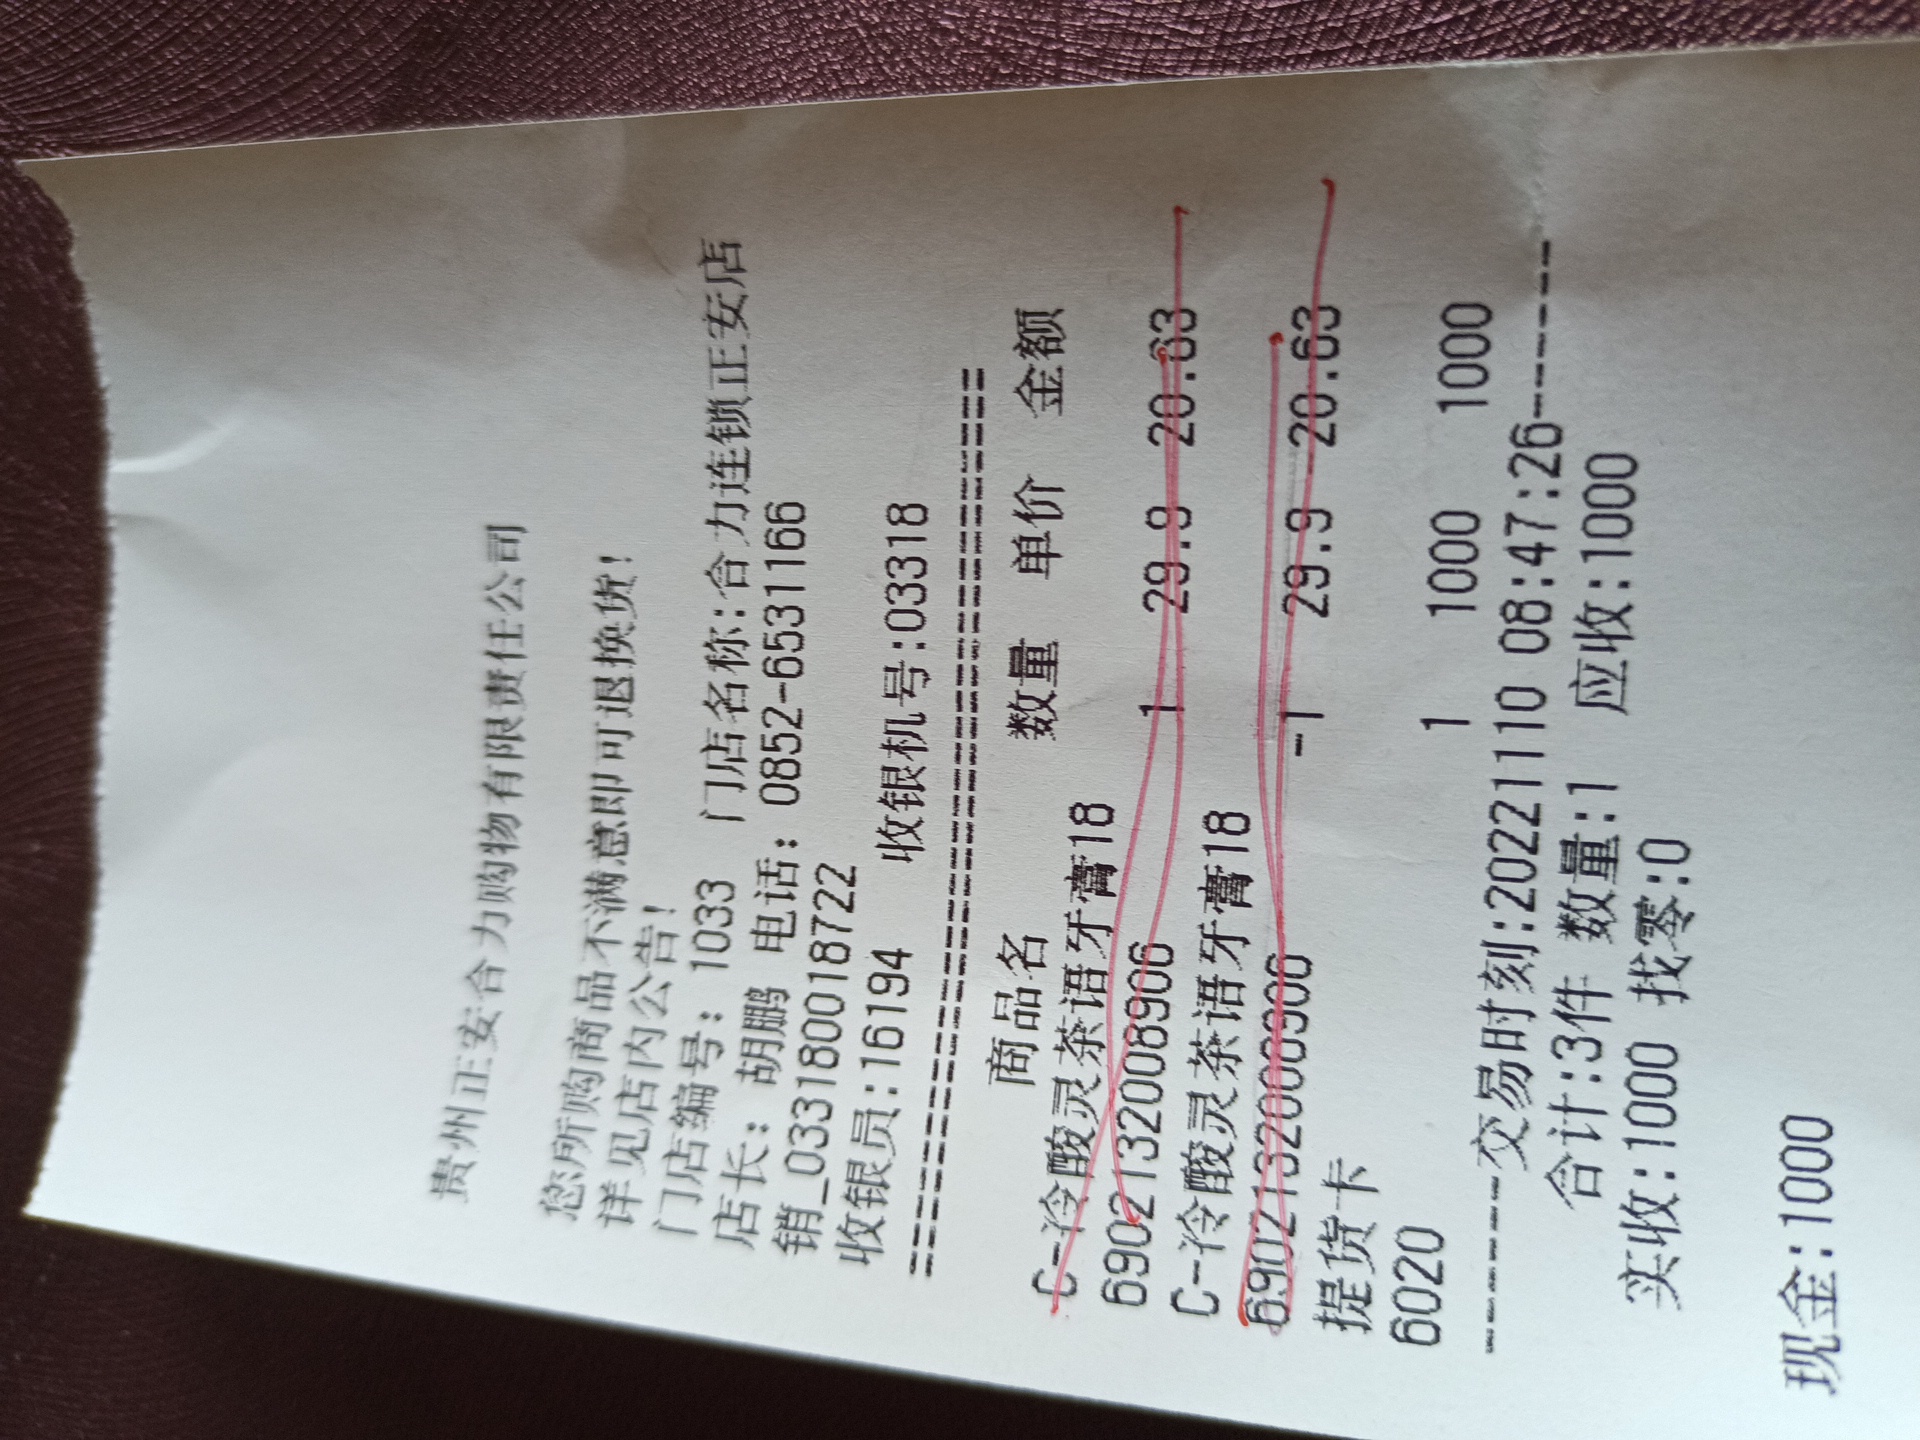 贵州正安合力购物有限责任公司
您所购商品不满意即可退换货!
详见店内公告!
门店编号: 1033 门店名称:合力连锁正安店
店长: 胡鹏 电话: 0852-6531166
销_0331800018722
收银员:16194 收银机号:033318
========================================
商品名 数量 单价 金额
C-冷酸灵茶语牙膏18
6902132008906 1 29.9 20.63
C-冷酸灵茶语牙膏18
6902132008906 -1 29.9 -20.63
提货卡
6020 1 1000 1000
------交易时刻:20221110 08:47:26------
合计:3件 数量:1 应收:1000
实收:1000 找零:0
现金:1000